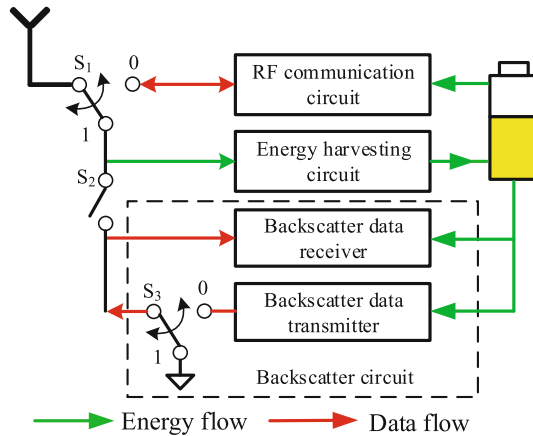 S1 0
RF communication
circuit
1
Energy harvesting
circuit
S2
Backscatter data
receiver
S3 0
Backscatter data
transmitter
1
Backscatter circuit
Energy flow Data flow